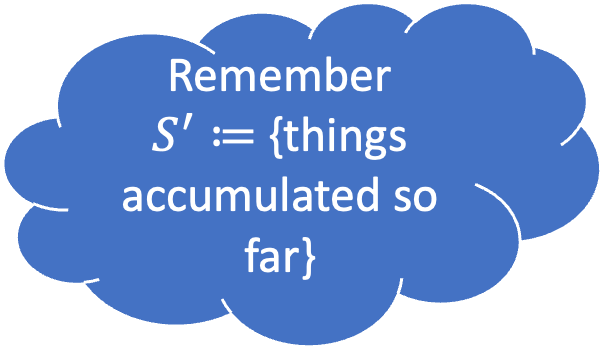 Remember
S′ ≔ {things
accumulated so
far}